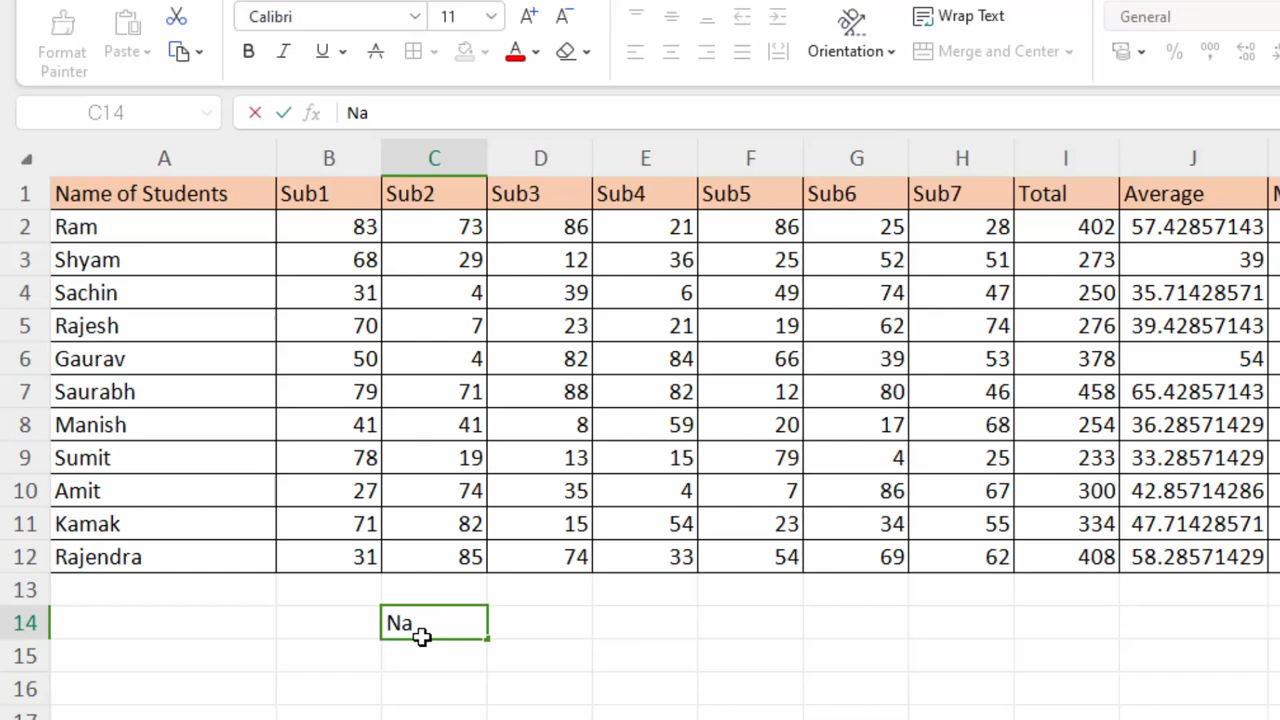 Calibri 11 A+ A- Wrap Text General
Format Painter Paste B I U A A Orientation Merge and Center % 000
C14 fx Na
A B C D E F G H I J
1 Name of Students Sub1 Sub2 Sub3 Sub4 Sub5 Sub6 Sub7 Total Average
2 Ram 83 73 86 21 86 25 28 402 57.42857143
3 Shyam 68 29 12 36 25 52 51 273 39
4 Sachin 31 4 39 6 49 74 47 250 35.71428571
5 Rajesh 70 7 23 21 19 62 74 276 39.42857143
6 Gaurav 50 4 82 84 66 39 53 378 54
7 Saurabh 79 71 88 82 12 80 46 458 65.42857143
8 Manish 41 41 8 59 20 17 68 254 36.28571429
9 Sumit 78 19 13 15 79 4 25 233 33.28571429
10 Amit 27 74 35 4 7 86 67 300 42.85714286
11 Kamak 71 82 15 54 23 34 55 334 47.71428571
12 Rajendra 31 85 74 33 54 69 62 408 58.28571429
13
14 Na
15
16
17